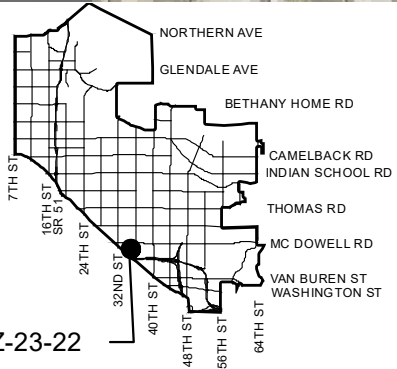 NORTHERN AVE
GLENDALE AVE
BETHANY HOME RD
CAMELBACK RD
INDIAN SCHOOL RD
THOMAS RD
MC DOWELL RD
VAN BUREN ST
WASHINGTON ST
7TH ST
16TH ST
SR 51
24TH ST
32ND ST
40TH ST
48TH ST
56TH ST
64TH ST
Z-23-22